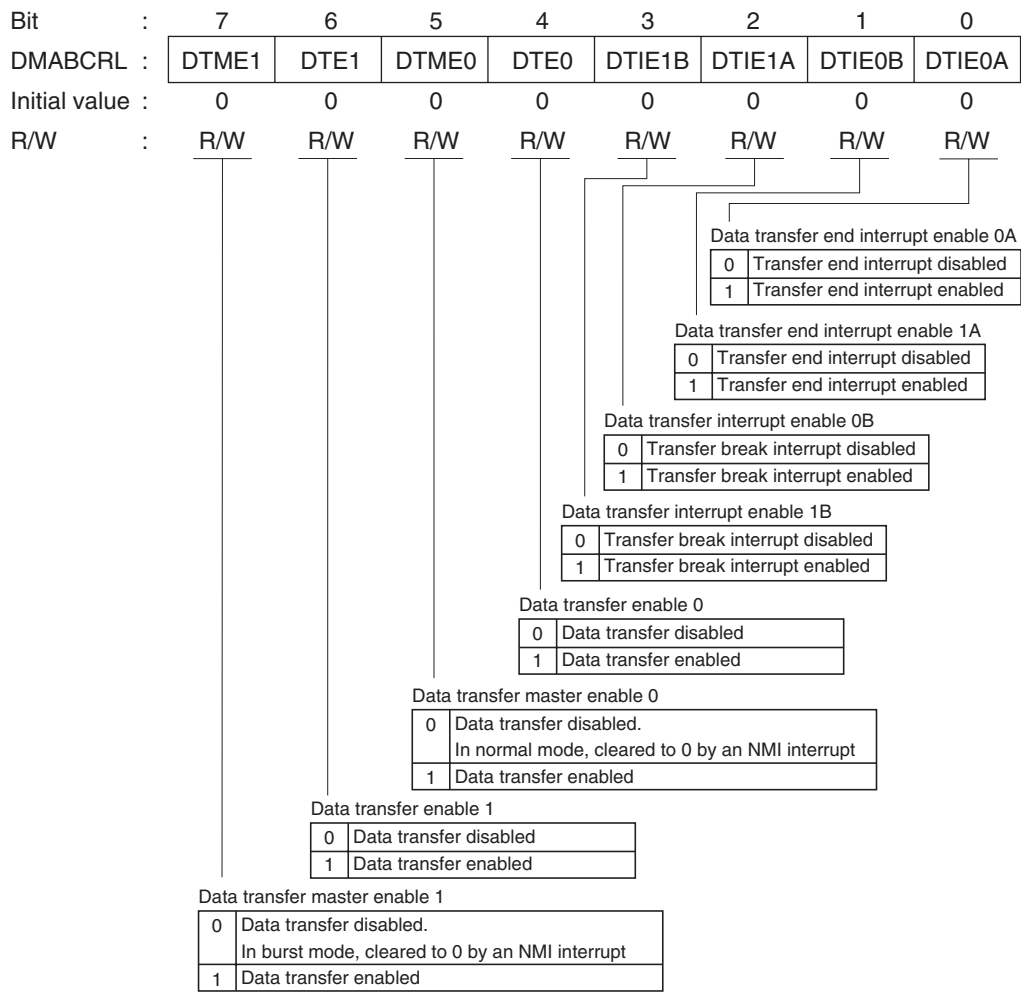 Bit : 7 6 5 4 3 2 1 0
DMABCRL : DTME1 DTE1 DTME0 DTE0 DTIE1B DTIE1A DTIE0B DTIE0A
Initial value : 0 0 0 0 0 0 0 0
R/W : R/W R/W R/W R/W R/W R/W R/W R/W
Data transfer end interrupt enable 0A
0 Transfer end interrupt disabled
1 Transfer end interrupt enabled
Data transfer end interrupt enable 1A
0 Transfer end interrupt disabled
1 Transfer end interrupt enabled
Data transfer interrupt enable 0B
0 Transfer break interrupt disabled
1 Transfer break interrupt enabled
Data transfer interrupt enable 1B
0 Transfer break interrupt disabled
1 Transfer break interrupt enabled
Data transfer enable 0
0 Data transfer disabled
1 Data transfer enabled
Data transfer master enable 0
0 Data transfer disabled.
In normal mode, cleared to 0 by an NMI interrupt
1 Data transfer enabled
Data transfer enable 1
0 Data transfer disabled
1 Data transfer enabled
Data transfer master enable 1
0 Data transfer disabled.
In burst mode, cleared to 0 by an NMI interrupt
1 Data transfer enabled